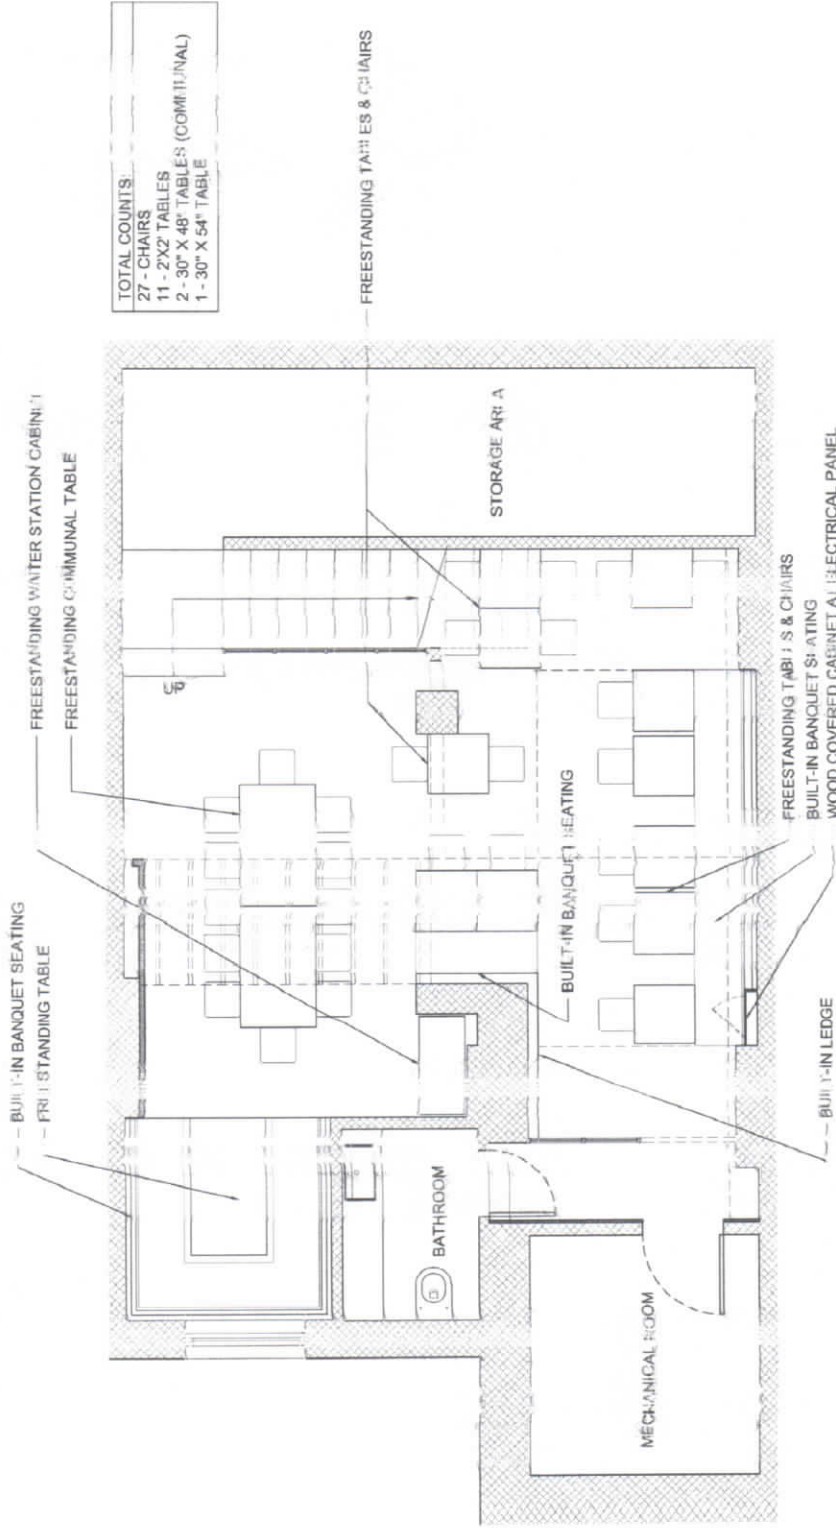 TOTAL COUNTS:
27 - CHAIRS
11 - 2'X2' TABLES
2 - 30" X 48" TABLES (COMMUNAL)
1 - 30" X 54" TABLE
BUILT-IN BANQUET SEATING
FREESTANDING TABLE
FREESTANDING WAITER STATION CABINET
FREESTANDING COMMUNAL TABLE
FREESTANDING TABLES & CHAIRS
UP
STORAGE AREA
BUILT-IN BANQUET SEATING
BATHROOM
MECHANICAL ROOM
FREESTANDING TABLES & CHAIRS
BUILT-IN BANQUET SEATING
WOOD COVERED CABINET AT ELECTRICAL PANEL
BUILT-IN LEDGE